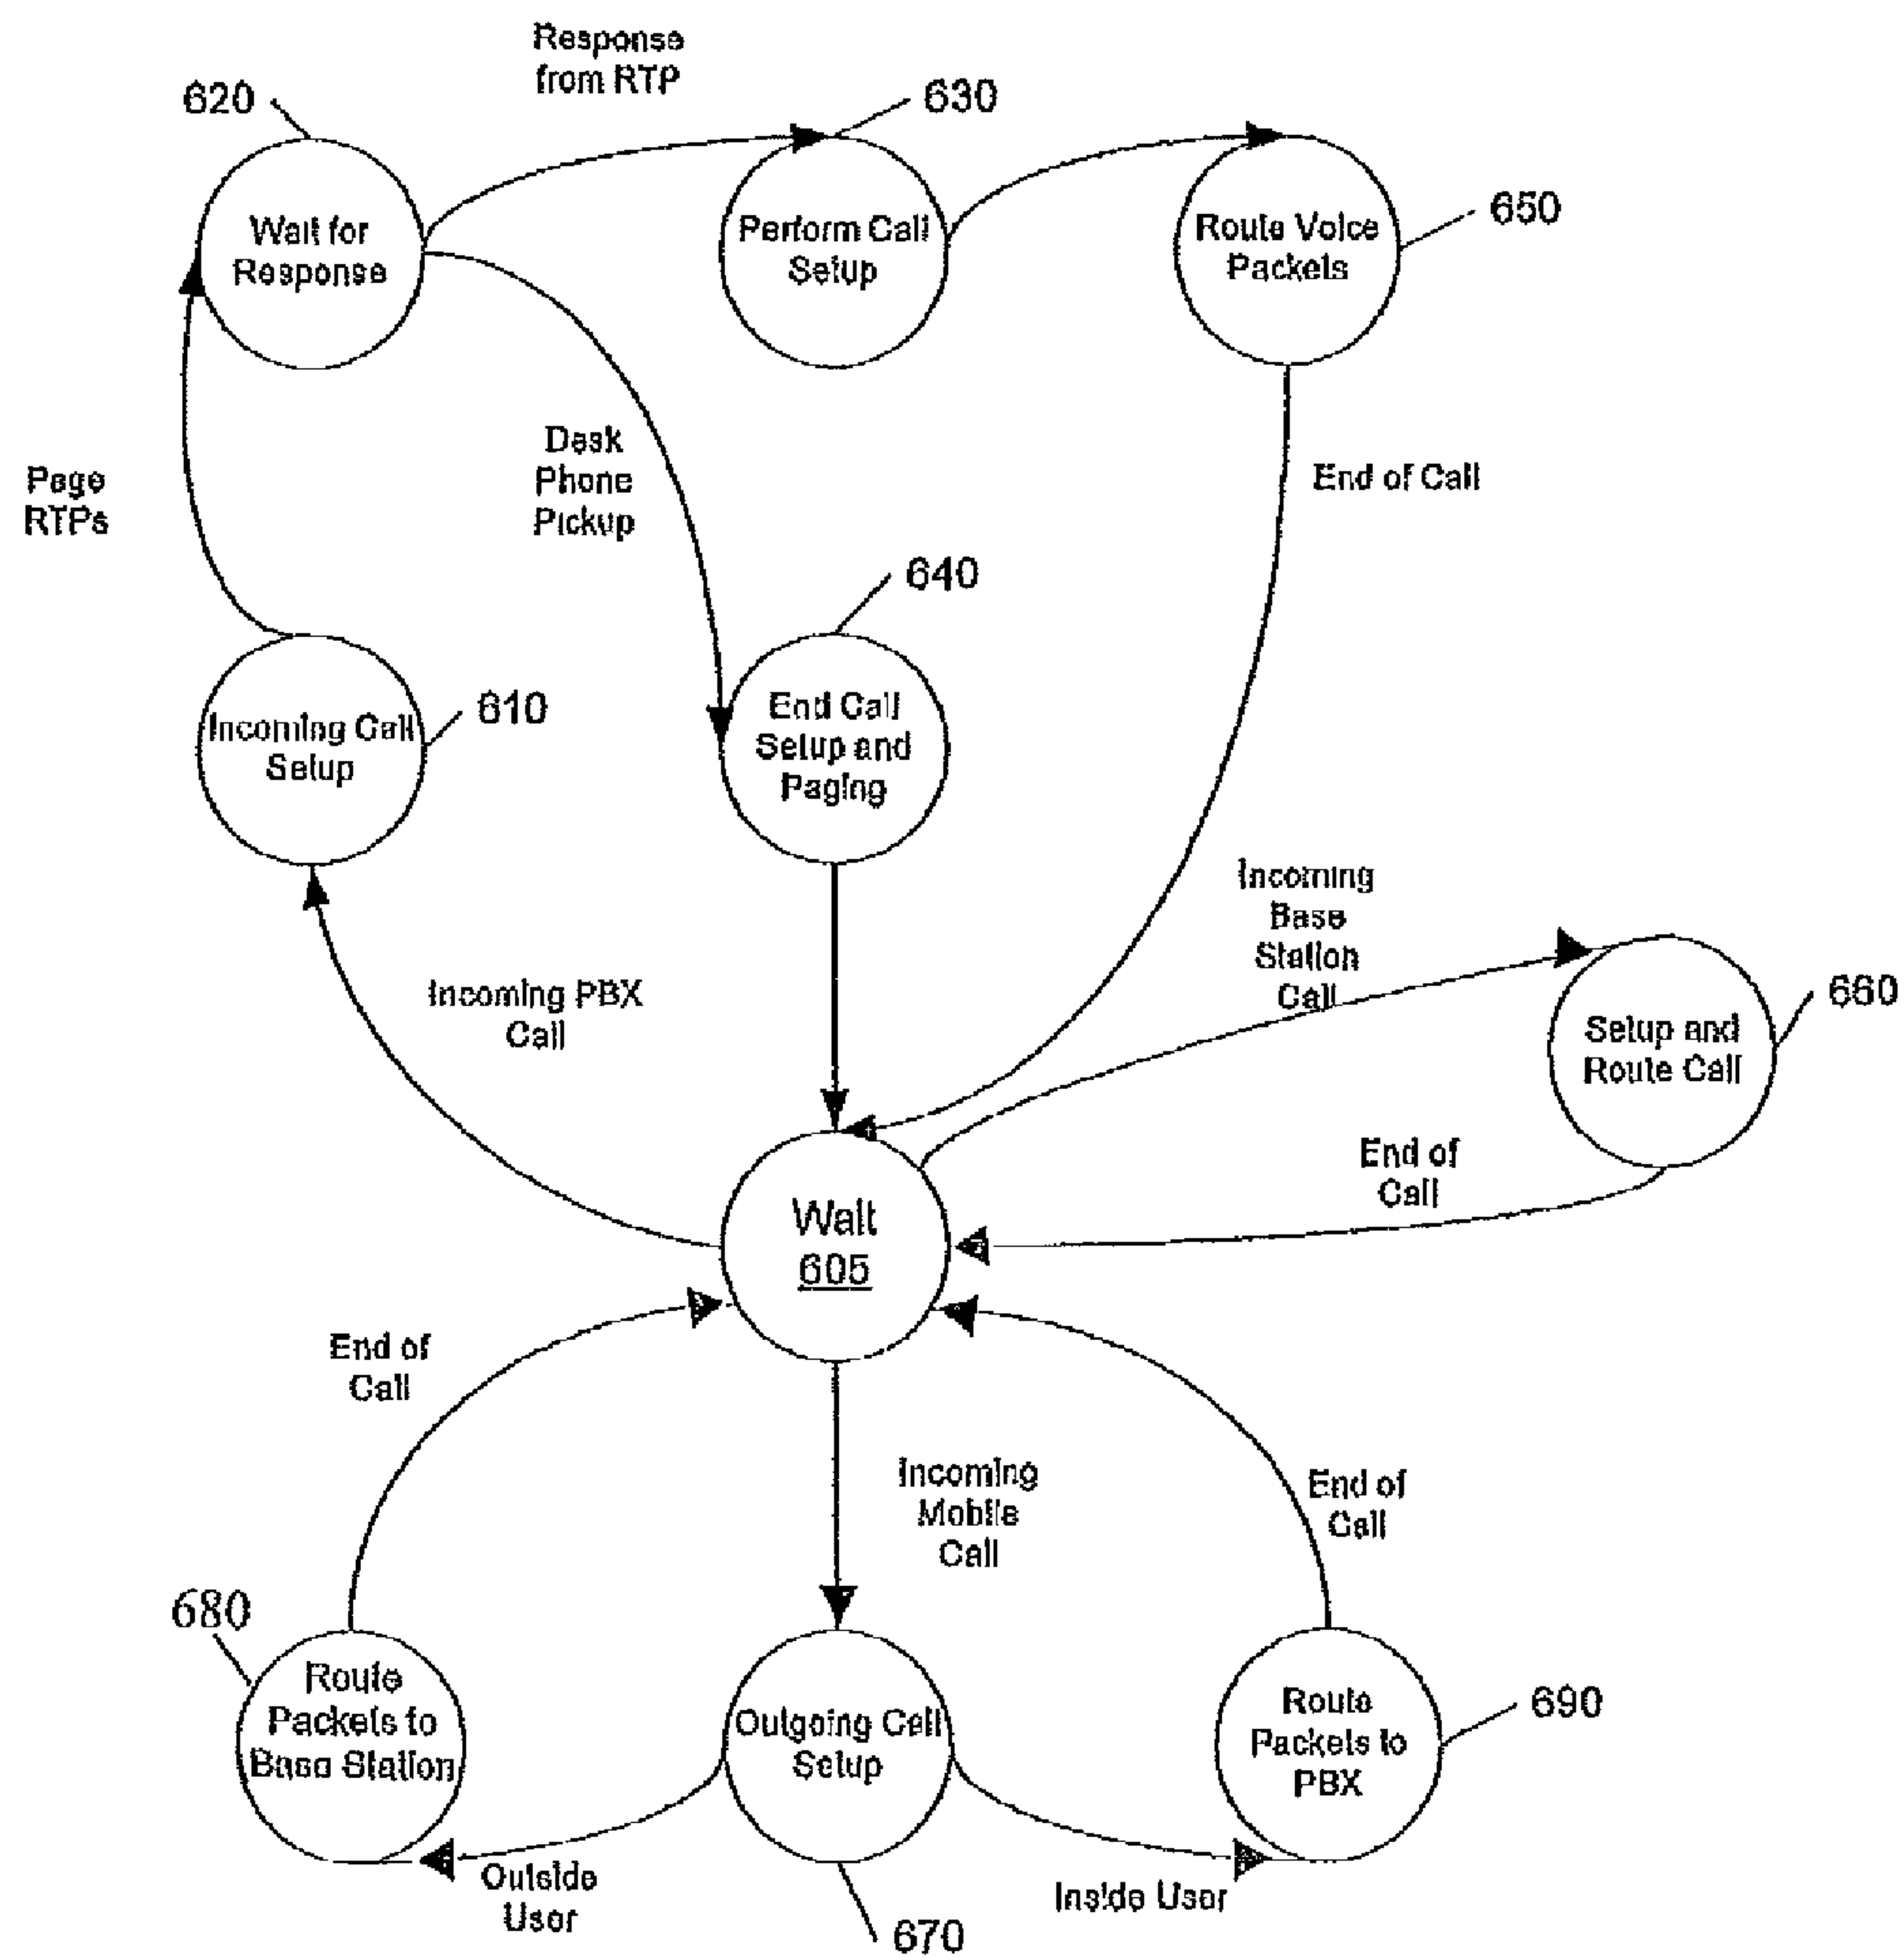 Response
from RTP
620
630
Wait for
Response
Perform Call
Setup
Route Voice
Packets
650
Page
RTPs
Desk
Phone
Pickup
End of Call
640
Incoming Call
Setup
610
End Call
Setup and
Paging
Incoming
Base
Station
Call
Incoming PBX
Call
660
Setup and
Route Call
End of
Call
Wait
605
End of
Call
Incoming
Mobile
Call
End of
Call
680
Route
Packets to
Base Station
Outgoing Call
Setup
Route
Packets to
PBX
690
Outside
User
Inside User
670